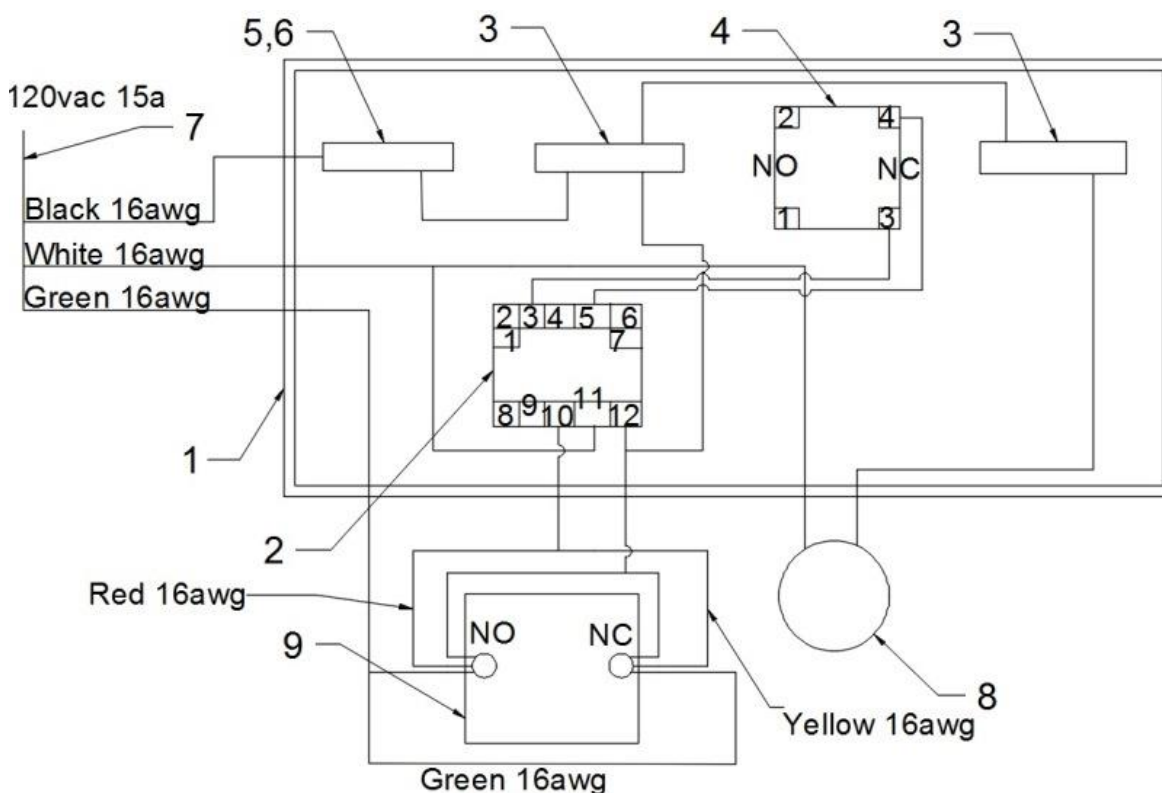 5,6
3
4
3
120vac 15a
7
2
4
NO
NC
1
3
Black 16awg
White 16awg
Green 16awg
2
3
4
5
6
1
7
8
9
10
11
12
1
2
Red 16awg
NO
NC
9
8
Yellow 16awg
Green 16awg